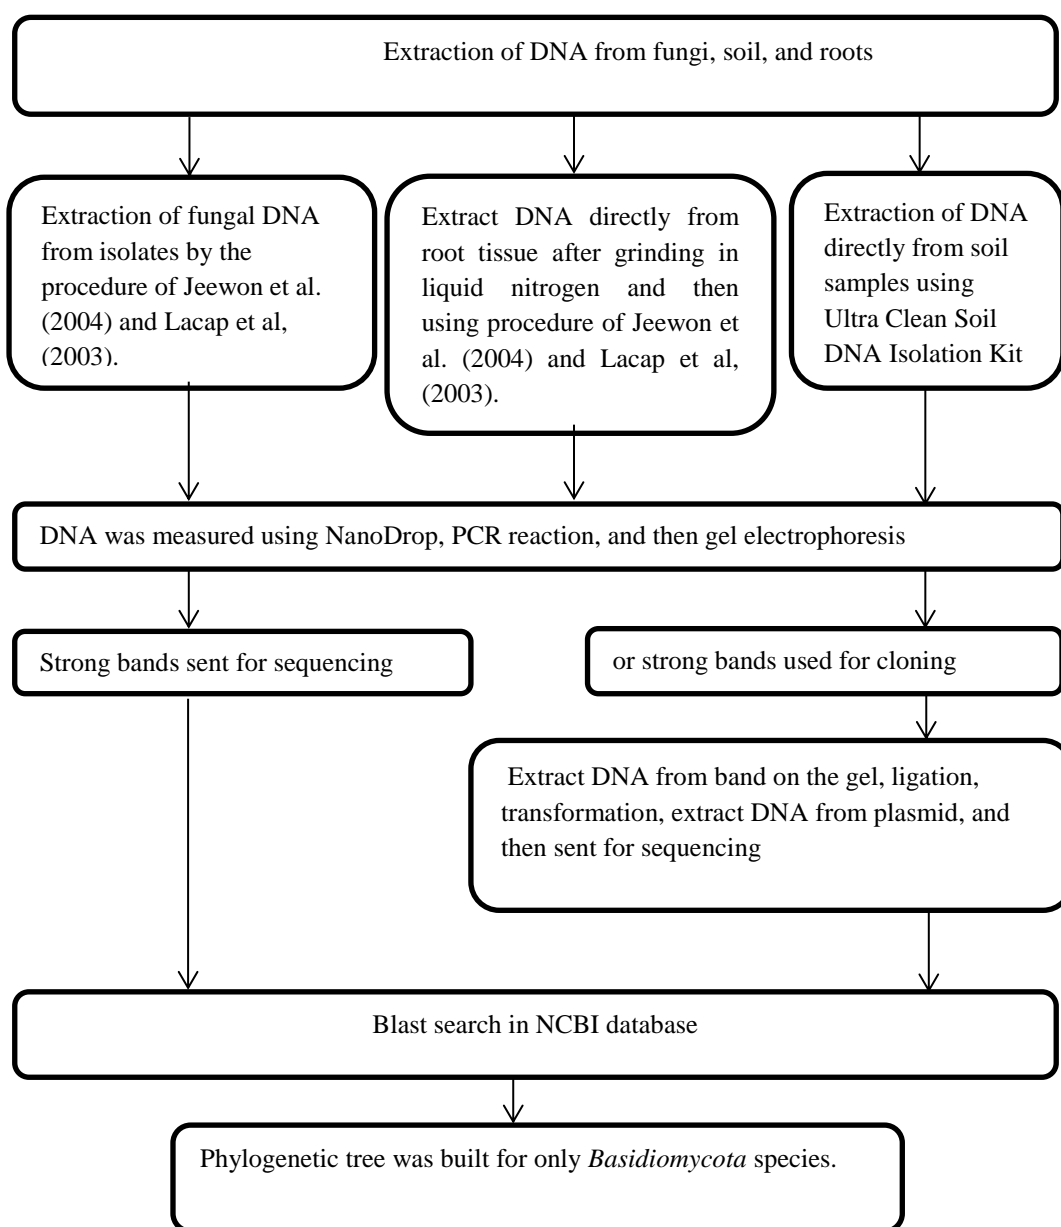 Extraction of DNA from fungi, soil, and roots
Extraction of fungal DNA
from isolates by the
procedure of Jeewon et al.
(2004) and Lacap et al,
(2003).
Extract DNA directly from
root tissue after grinding in
liquid nitrogen and then
using procedure of Jeewon et
al. (2004) and Lacap et al,
(2003).
Extraction of DNA
directly from soil
samples using
Ultra Clean Soil
DNA Isolation Kit
DNA was measured using NanoDrop, PCR reaction, and then gel electrophoresis
Strong bands sent for sequencing
or strong bands used for cloning
Extract DNA from band on the gel, ligation,
transformation, extract DNA from plasmid, and
then sent for sequencing
Blast search in NCBI database
Phylogenetic tree was built for only Basidiomycota species.